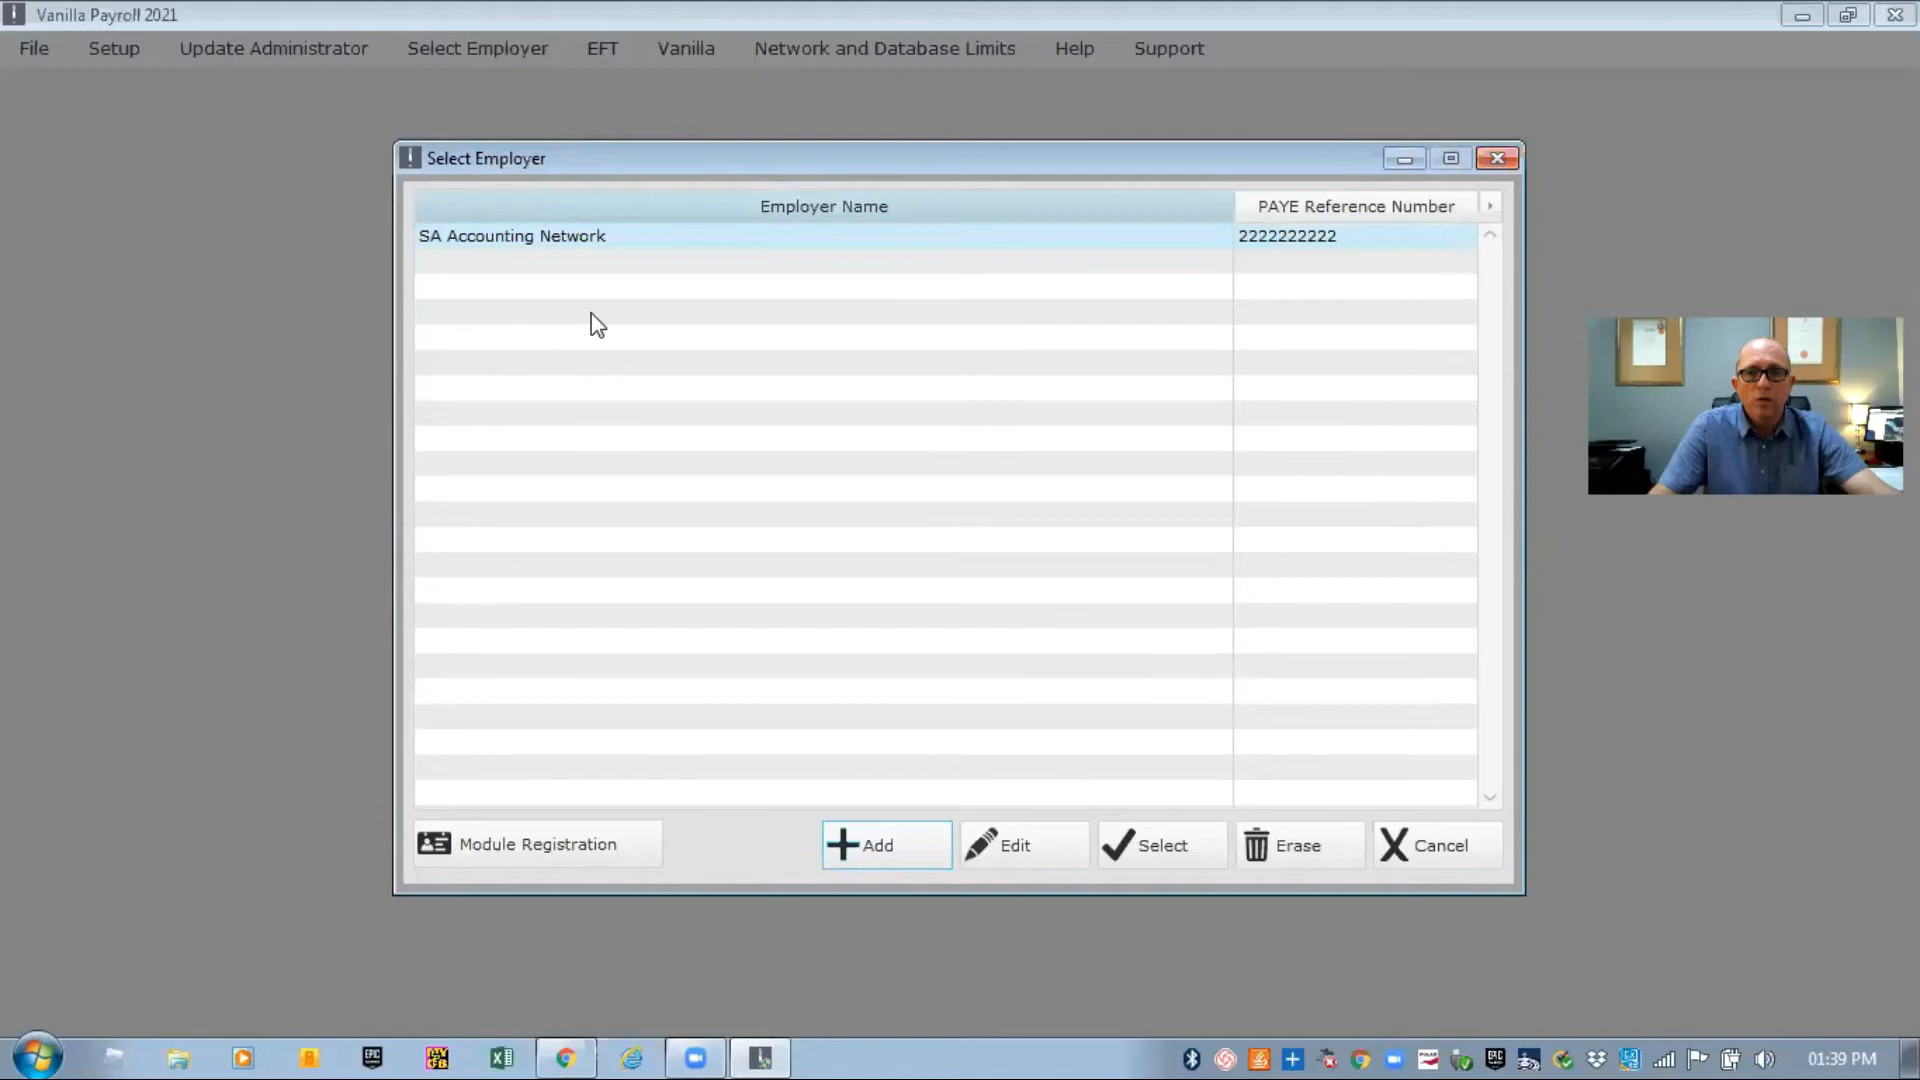 Vanilla Payroll 2021
File Setup Update Administrator Select Employer EFT Vanilla Network and Database Limits Help Support
Select Employer
Employer Name PAYE Reference Number
SA Accounting Network 2222222222
Module Registration Add Edit Select Erase Cancel
EPIC
01:39 PM